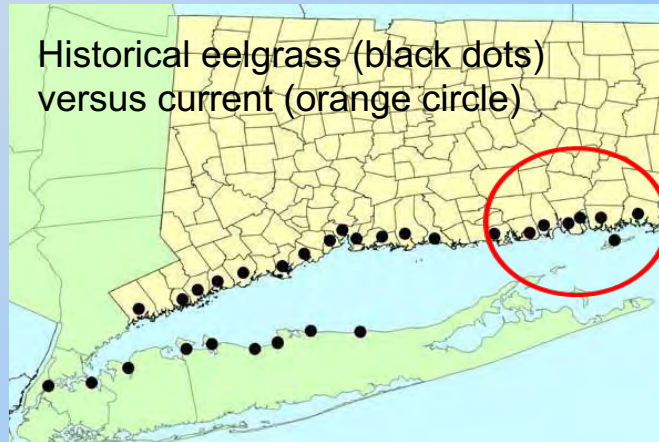 Historical eelgrass (black dots)
versus current (orange circle)